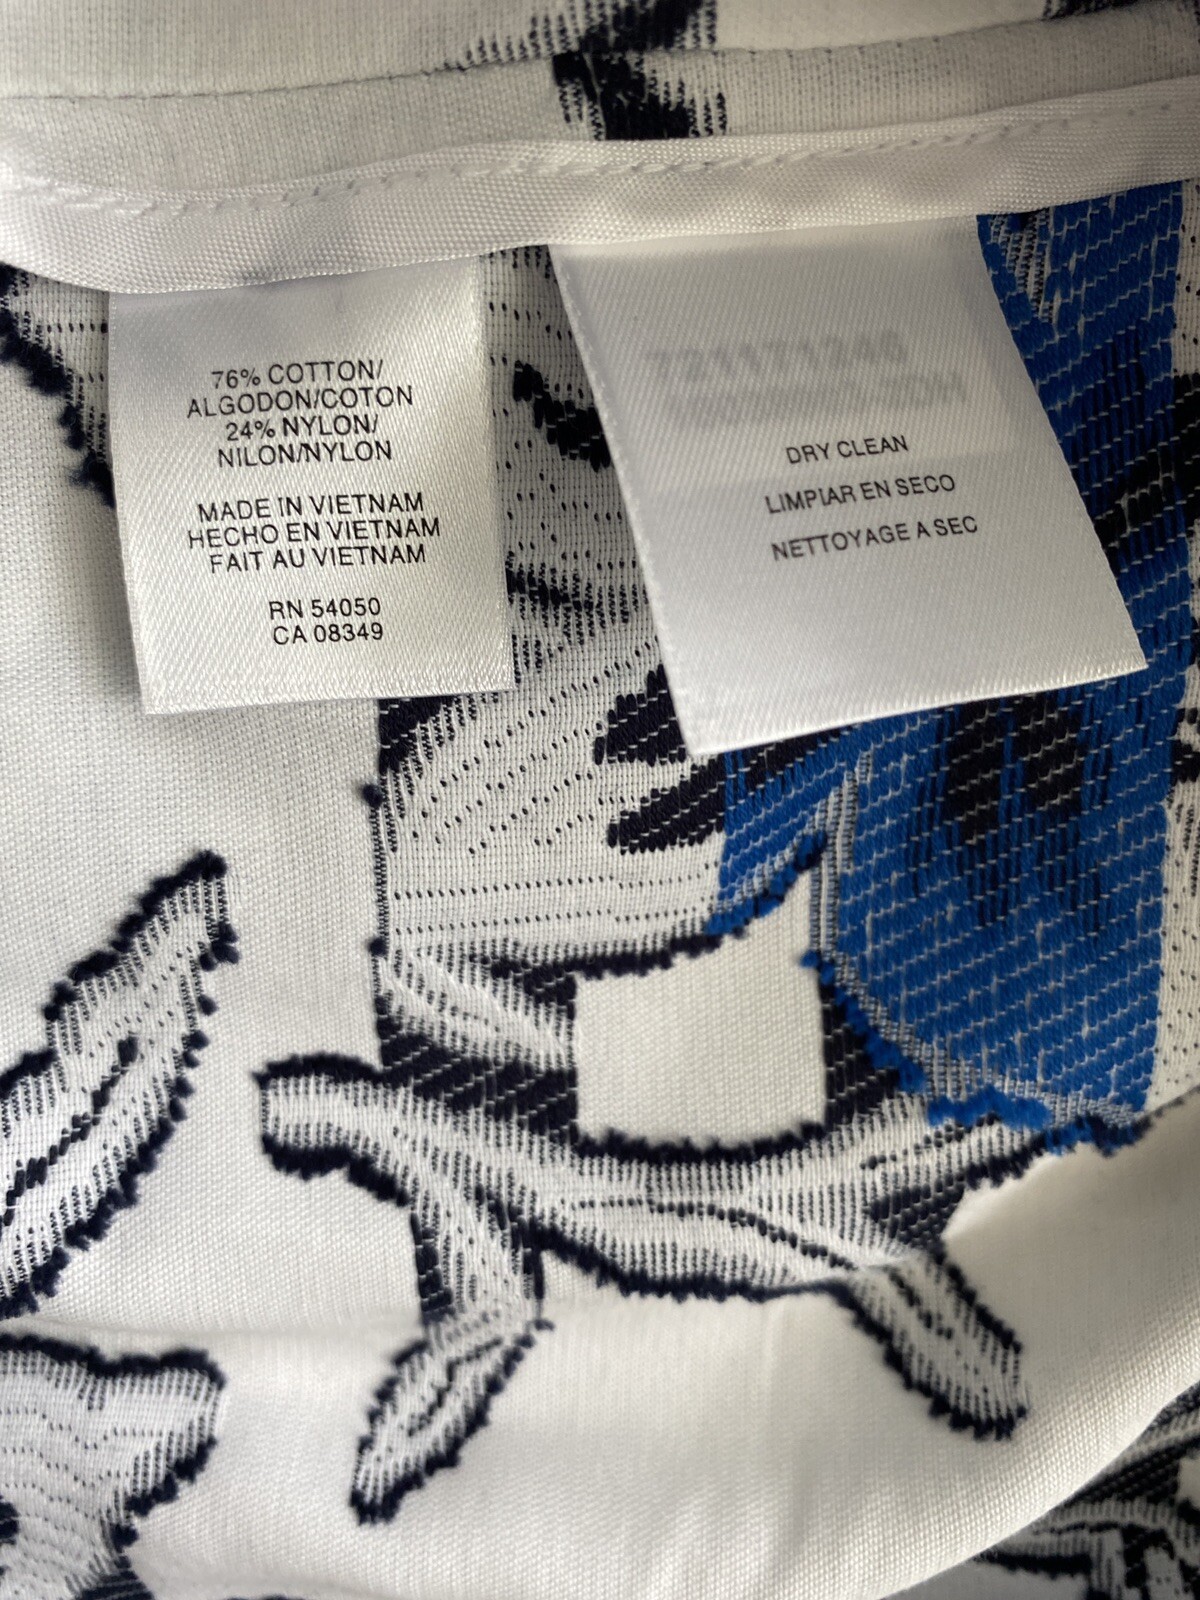 76% COTTON/
ALGODON/COTON
24% NYLON/
NILON/NYLON
MADE IN VIETNAM
HECHO EN VIETNAM
FAIT AU VIETNAM
RN 54050
CA 08349
DRY CLEAN
LIMPIAR EN SECO
NETTOYAGE A SEC